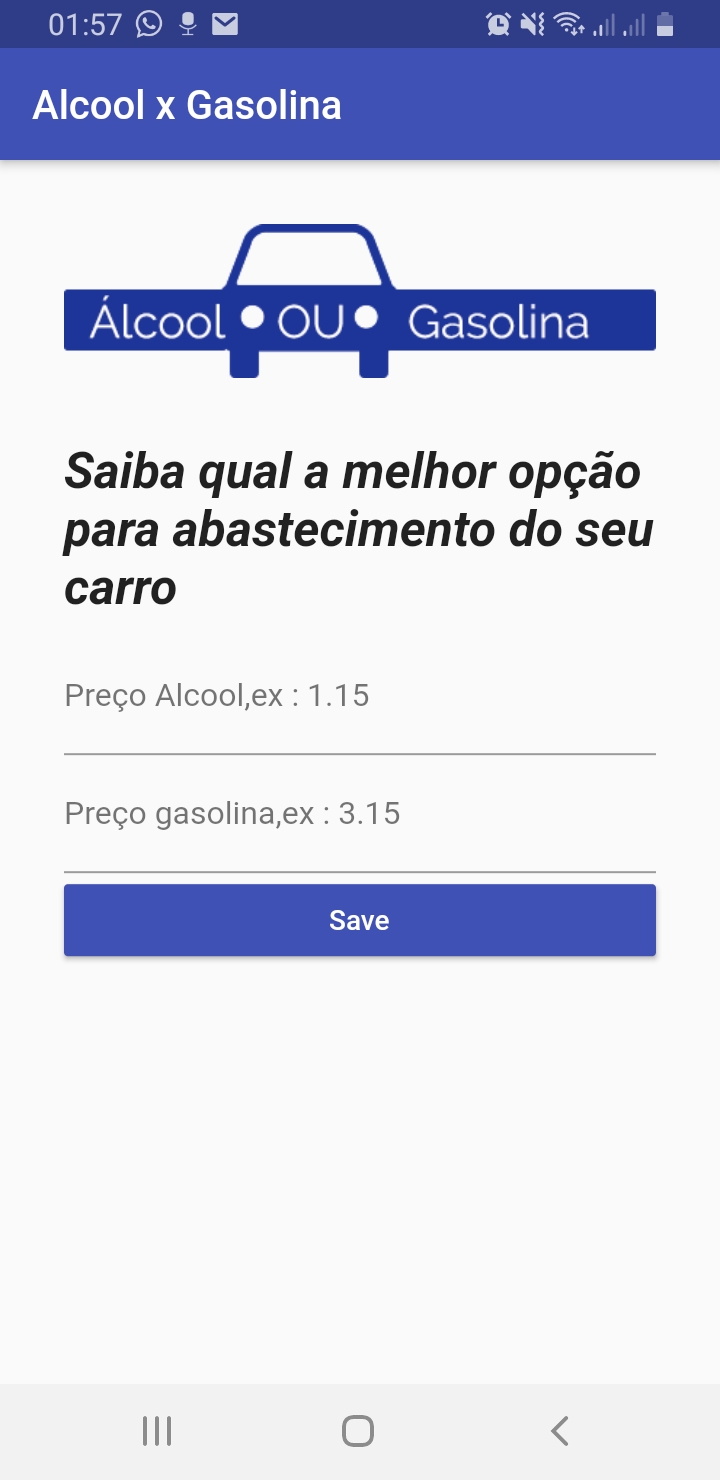 01:57
Alcool x Gasolina
Álcool OU Gasolina
Saiba qual a melhor opção
para abastecimento do seu
carro
Preço Alcool,ex : 1.15
Preço gasolina,ex : 3.15
Save